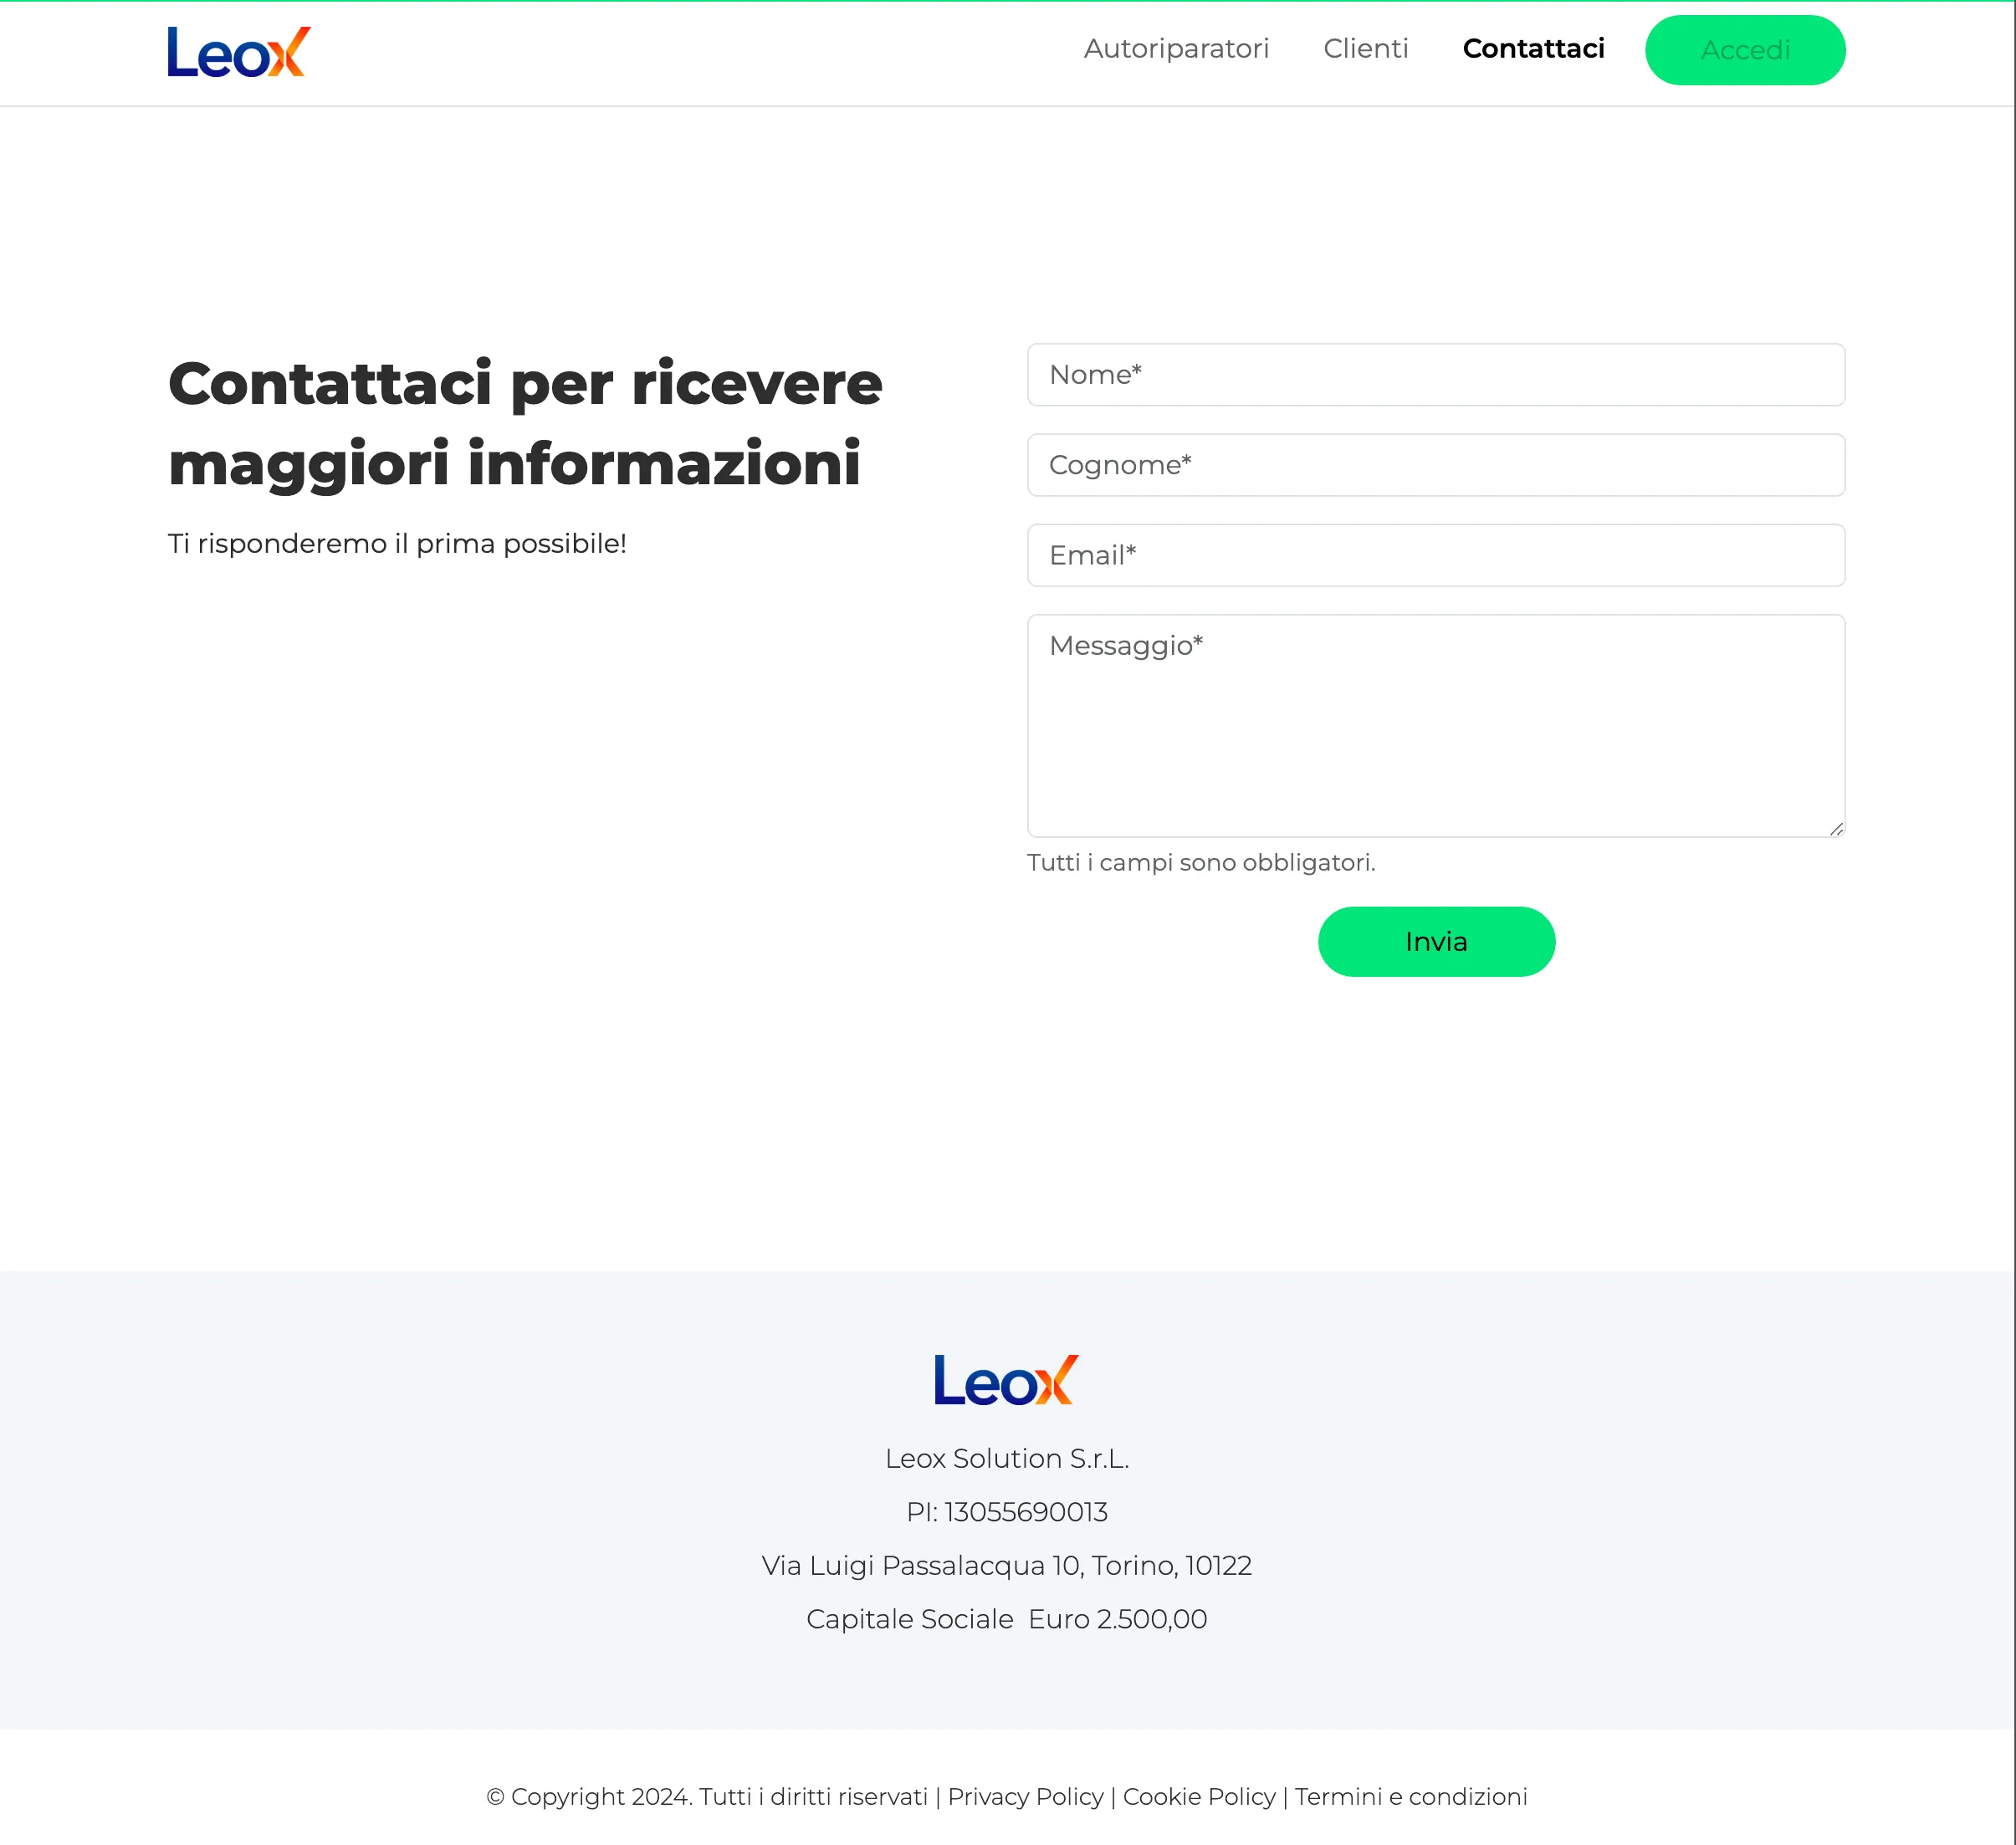 Leox
Autoriparatori
Clienti
Contattaci
Accedi
Contattaci per ricevere
maggiori informazioni
Ti risponderemo il prima possibile!
Nome*
Cognome*
Email*
Messaggio*
Tutti i campi sono obbligatori.
Invia
Leox
Leox Solution S.r.L.
PI: 13055690013
Via Luigi Passalacqua 10, Torino, 10122
Capitale Sociale  Euro 2.500,00
© Copyright 2024. Tutti i diritti riservati | Privacy Policy | Cookie Policy | Termini e condizioni